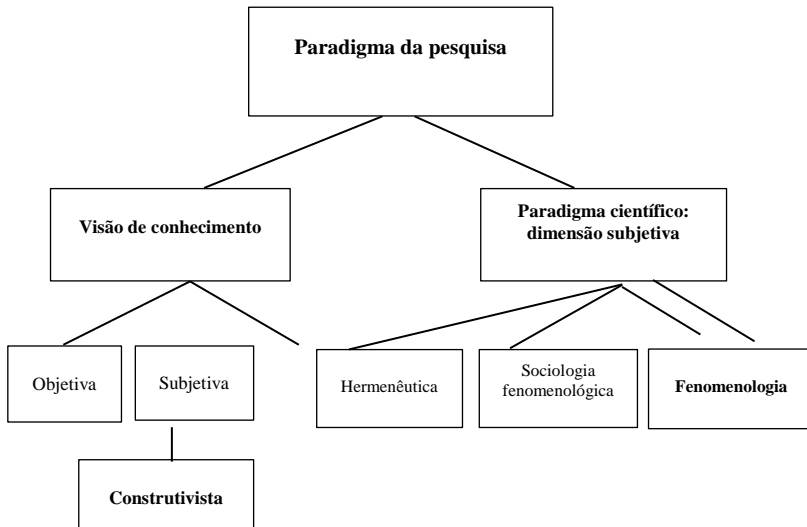 Paradigma da pesquisa
Visão de conhecimento
Paradigma científico:
dimensão subjetiva
Objetiva
Subjetiva
Hermenêutica
Sociologia
fenomenológica
Fenomenologia
Construtivista